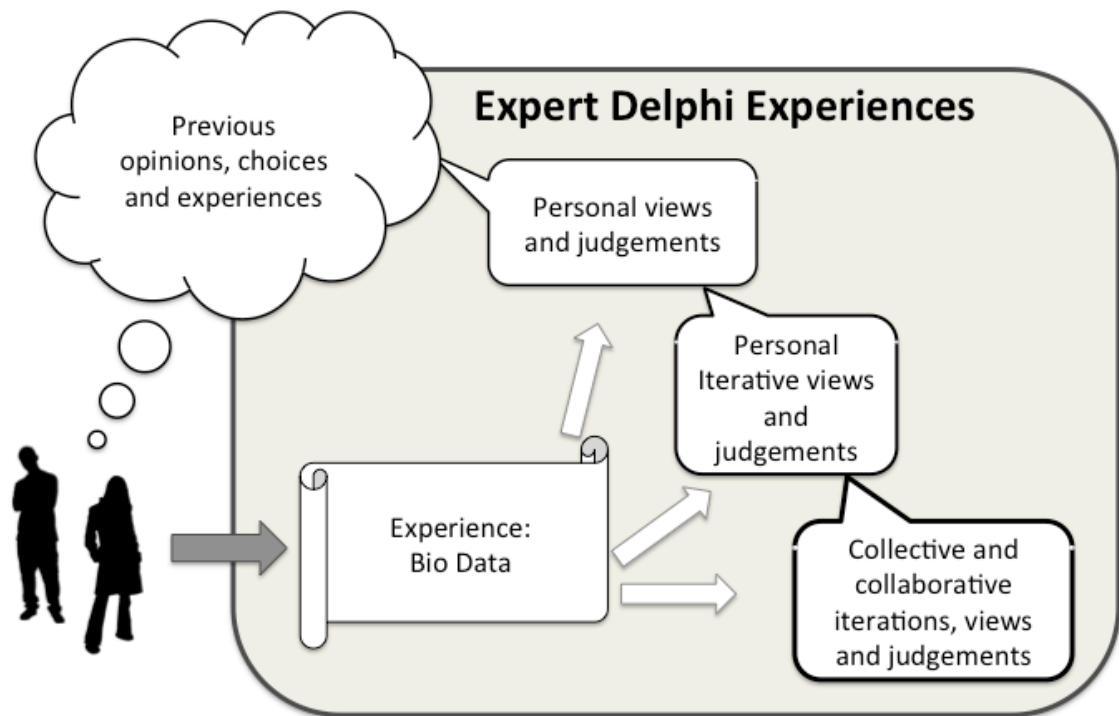 Expert Delphi Experiences
Previous
opinions, choices
and experiences
Personal views
and judgements
Personal
Iterative views
and
judgements
Experience:
Bio Data
Collective and
collaborative
iterations, views
and judgements